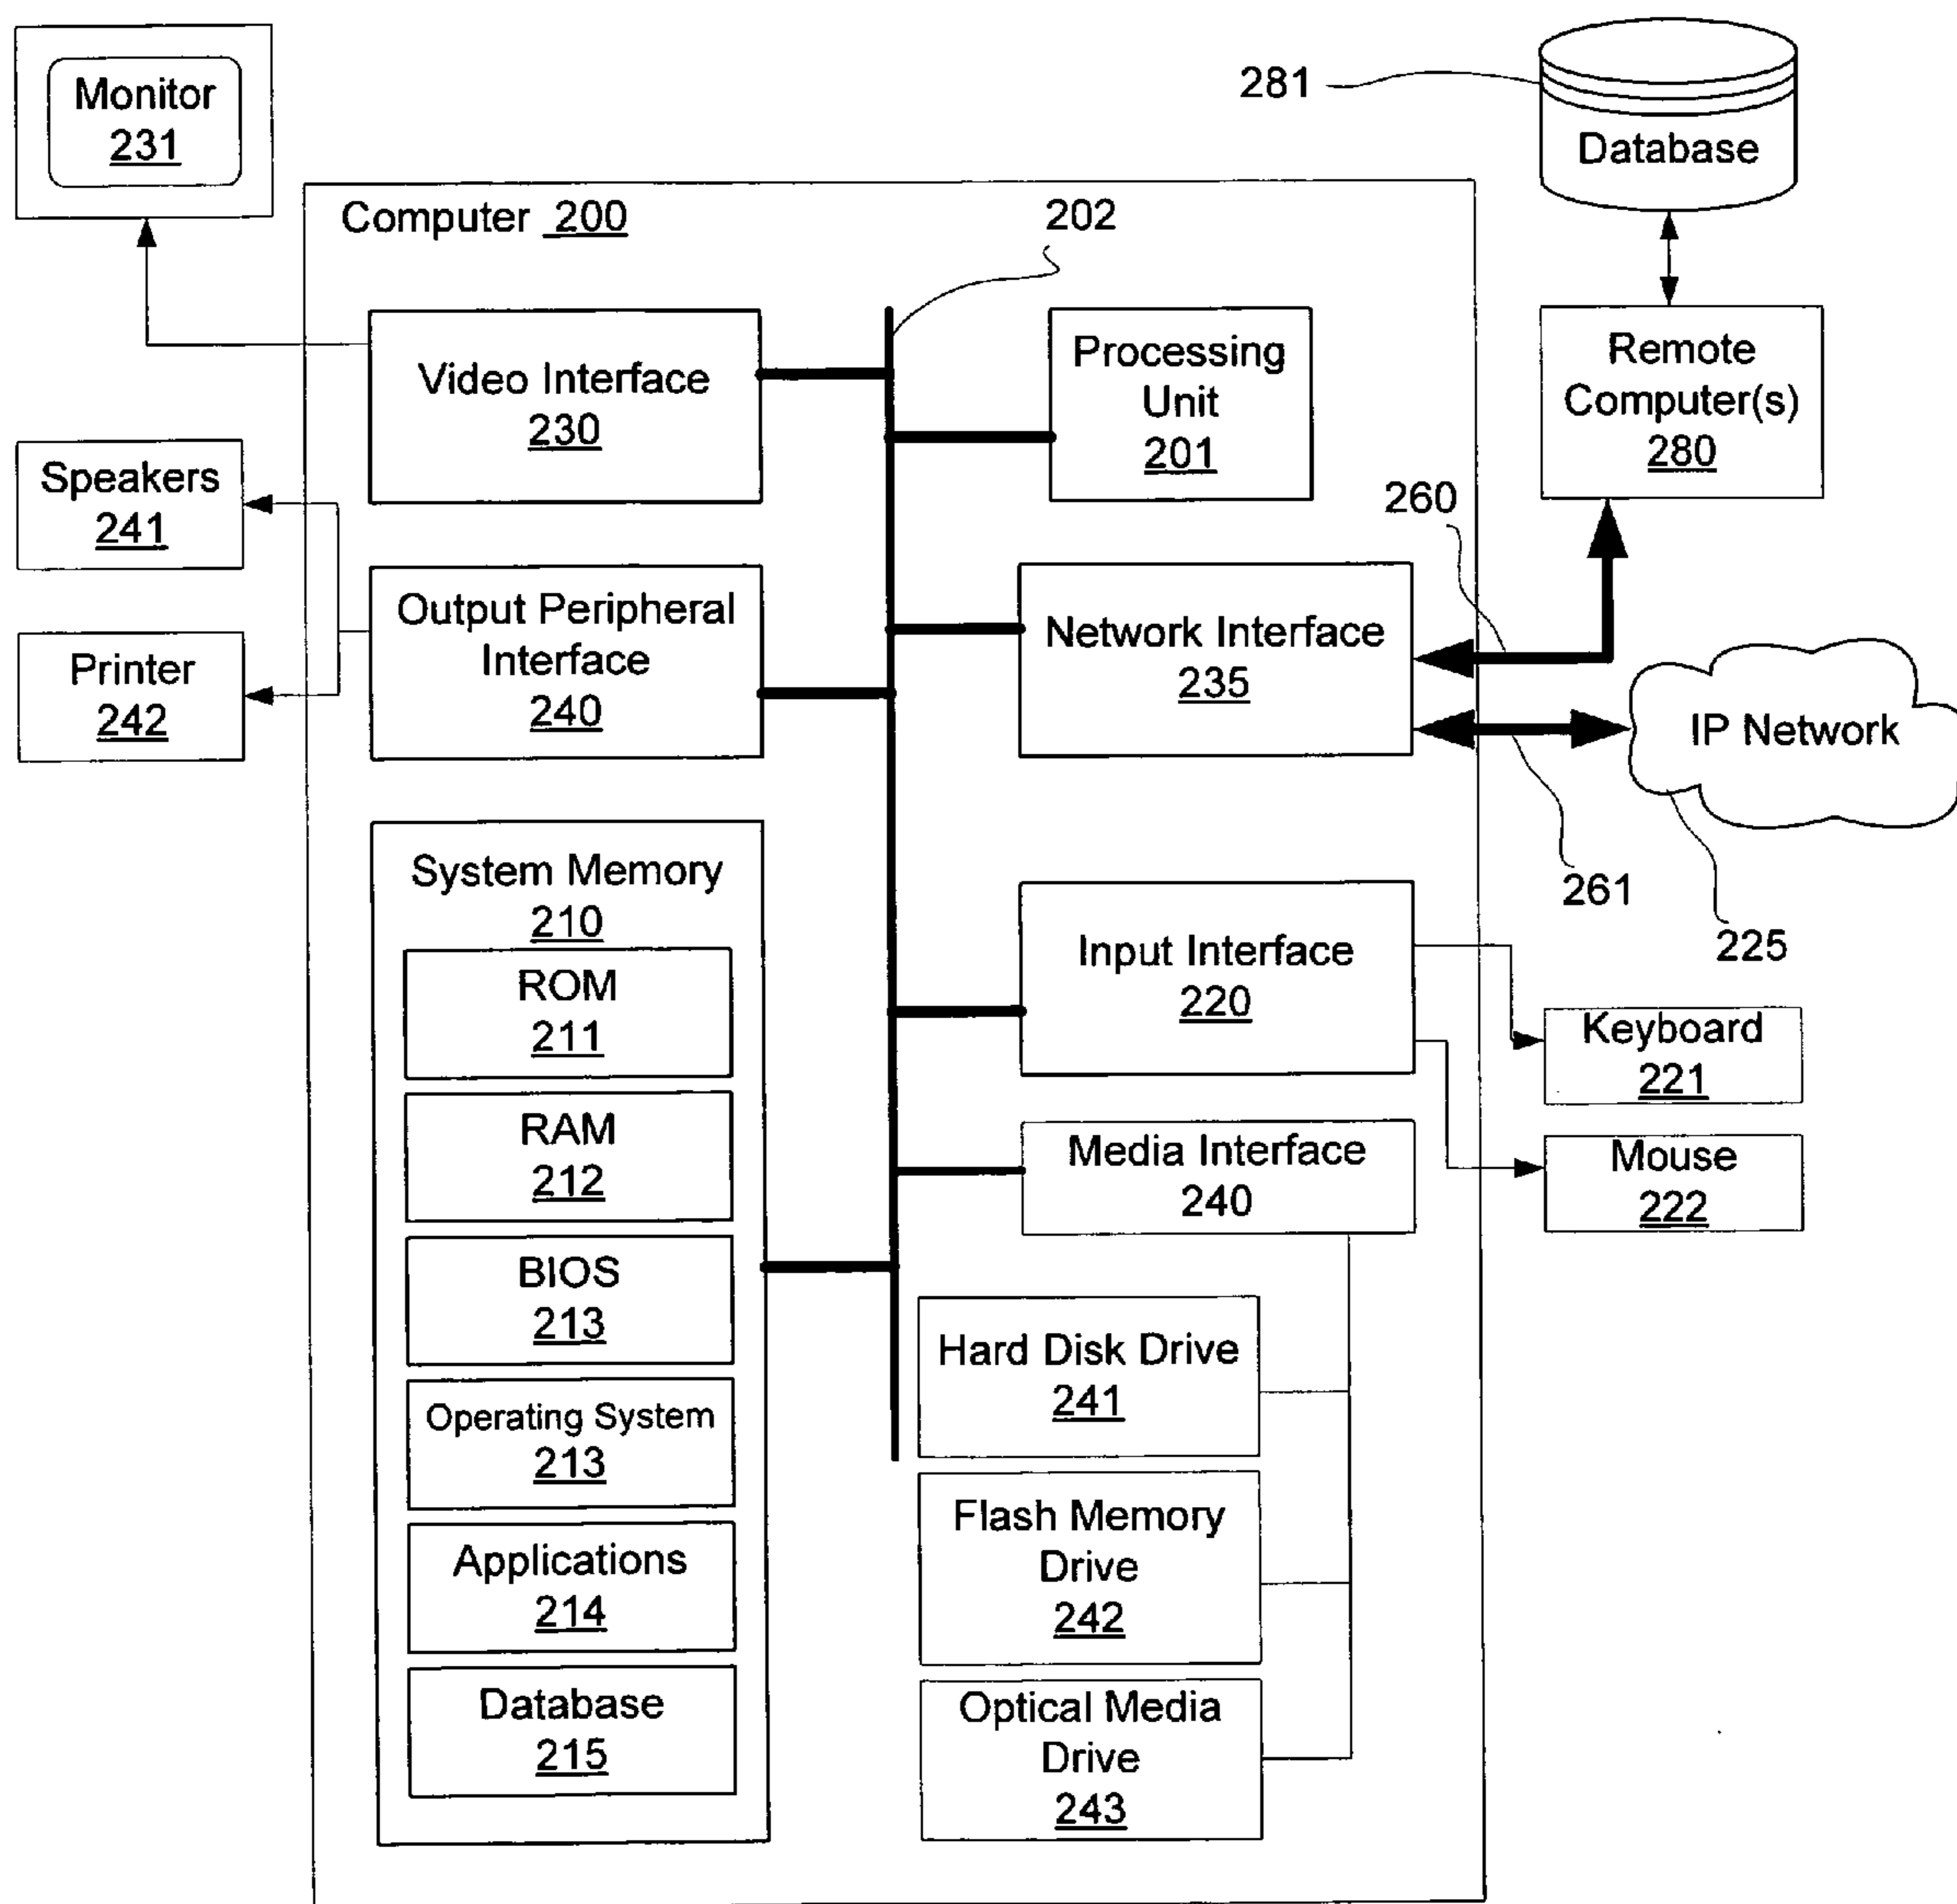 Monitor
231
281
Database
Computer 200
202
Video Interface
230
Processing
Unit
201
Remote
Computer(s)
280
Speakers
241
260
Output Peripheral
Interface
240
Network Interface
235
Printer
242
IP Network
261
225
System Memory
210
ROM
211
RAM
212
BIOS
213
Operating System
213
Applications
214
Database
215
Input Interface
220
Keyboard
221
Mouse
222
Media Interface
240
Hard Disk Drive
241
Flash Memory
Drive
242
Optical Media
Drive
243